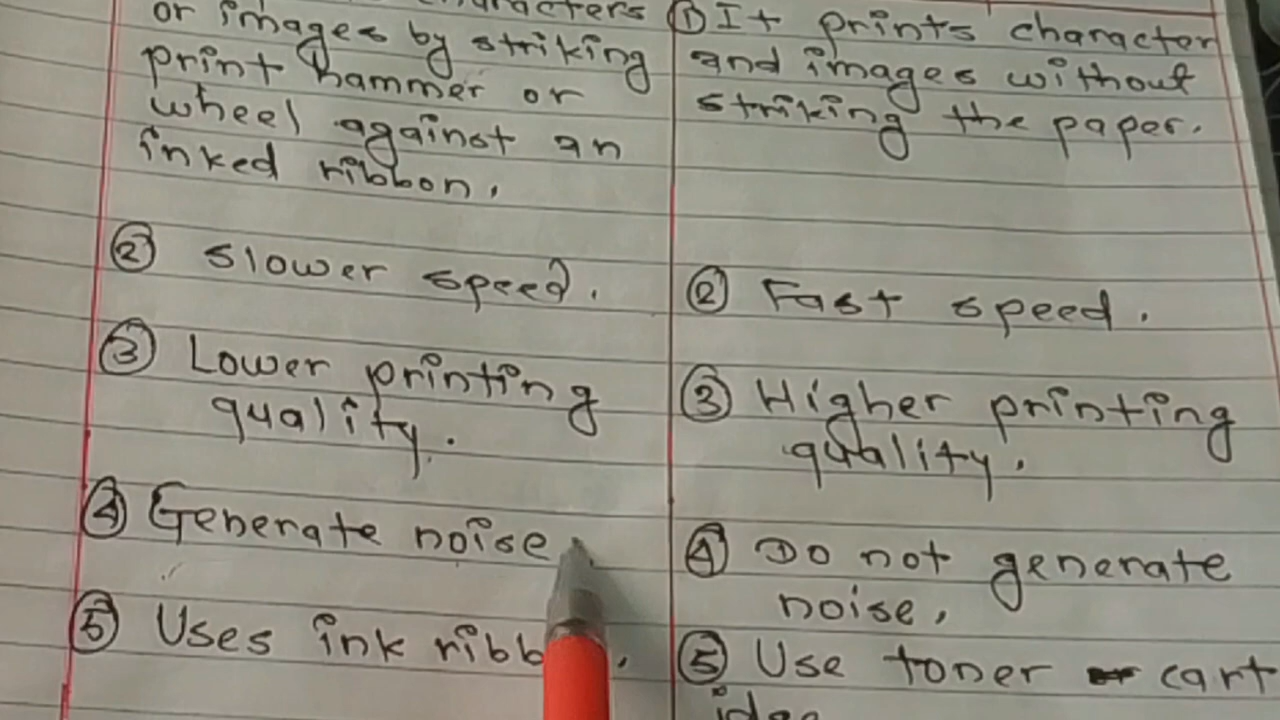 characters
or images by striking
print hammer or
wheel against an
inked ribbon.
② Slower speed.
③ Lower printing
quality.
④ Generate noise
⑤ Uses ink
① It prints character
and images without
striking the paper.
② Fast speed.
③ Higher printing
quality.
④ Do not generate
noise.
⑤ Use toner cart